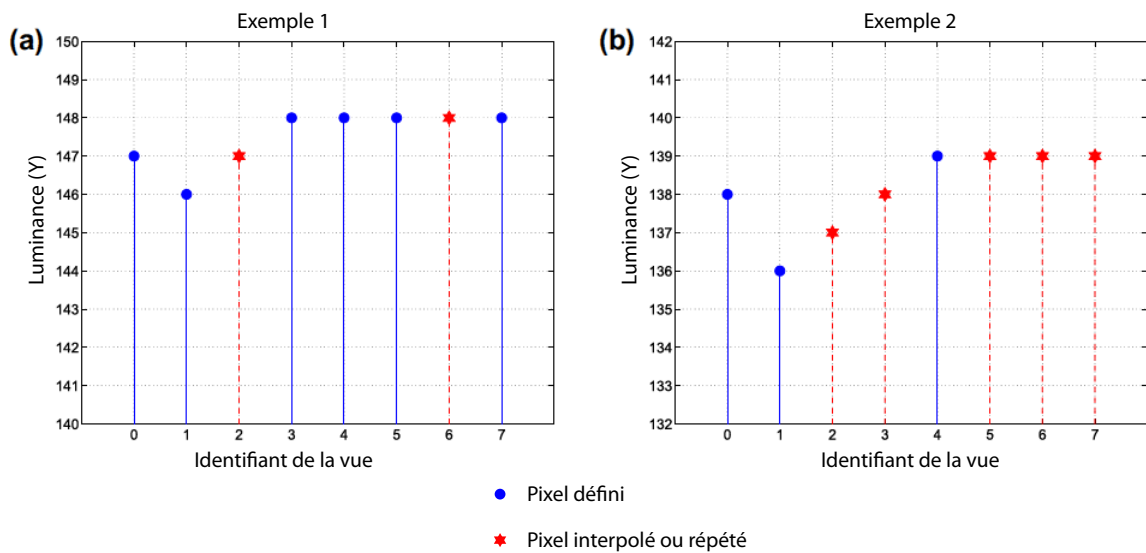 Exemple 1
(a)
150
149
148
147
146
145
144
143
142
141
140
Luminance (Y)
0 1 2 3 4 5 6 7
Identifiant de la vue
Exemple 2
(b)
142
141
140
139
138
137
136
135
134
133
132
Luminance (Y)
0 1 2 3 4 5 6 7
Identifiant de la vue
Pixel défini
Pixel interpolé ou répété